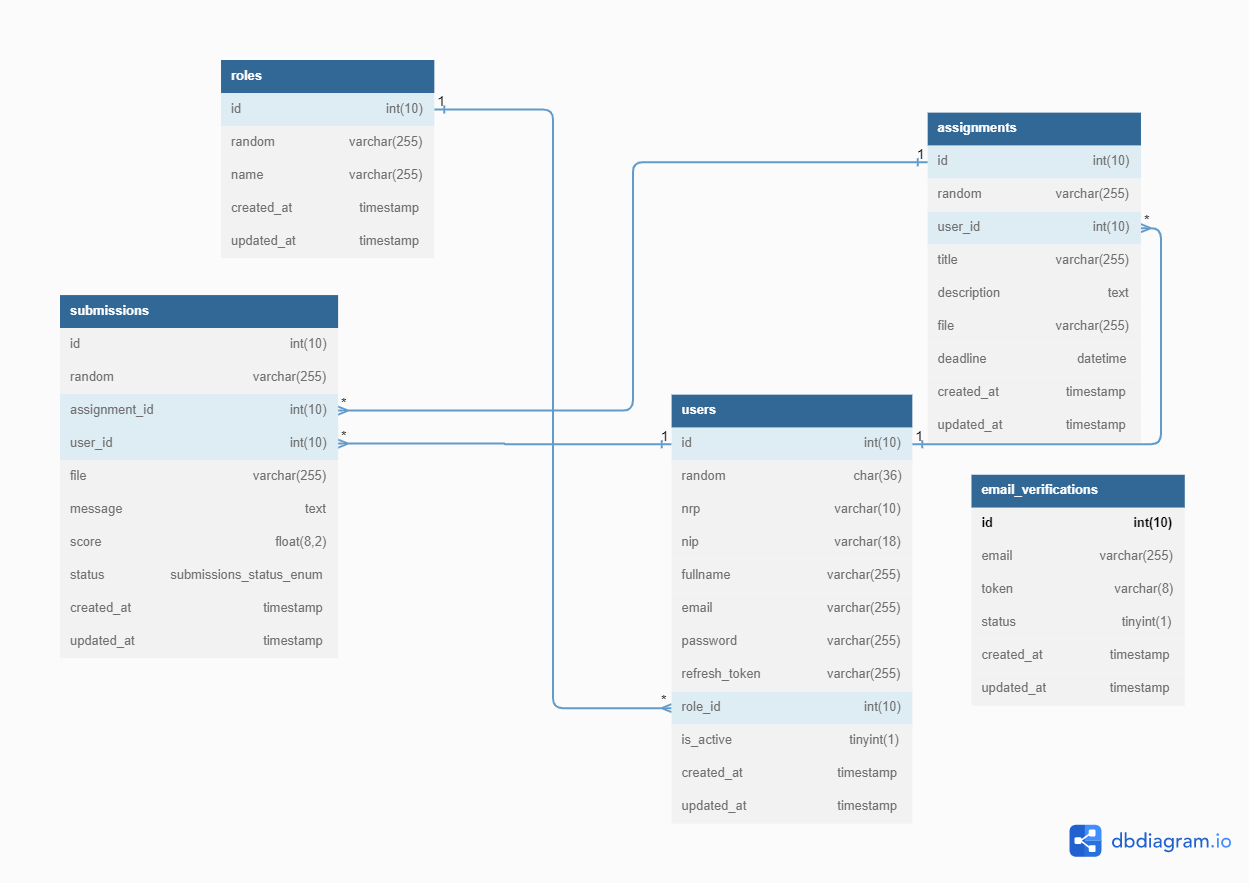 roles
id int(10)
random varchar(255)
name varchar(255)
created_at timestamp
updated_at timestamp
1
submissions
id int(10)
random varchar(255)
assignment_id int(10)
user_id int(10)
file varchar(255)
message text
score float(8,2)
status submissions_status_enum
created_at timestamp
updated_at timestamp
*
*
assignments
id int(10)
random varchar(255)
user_id int(10)
title varchar(255)
description text
file varchar(255)
deadline datetime
created_at timestamp
updated_at timestamp
1
*
users
id int(10)
random char(36)
nrp varchar(10)
nip varchar(18)
fullname varchar(255)
email varchar(255)
password varchar(255)
refresh_token varchar(255)
role_id int(10)
is_active tinyint(1)
created_at timestamp
updated_at timestamp
1
1
*
email_verifications
id int(10)
email varchar(255)
token varchar(8)
status tinyint(1)
created_at timestamp
updated_at timestamp
dbdiagram.io